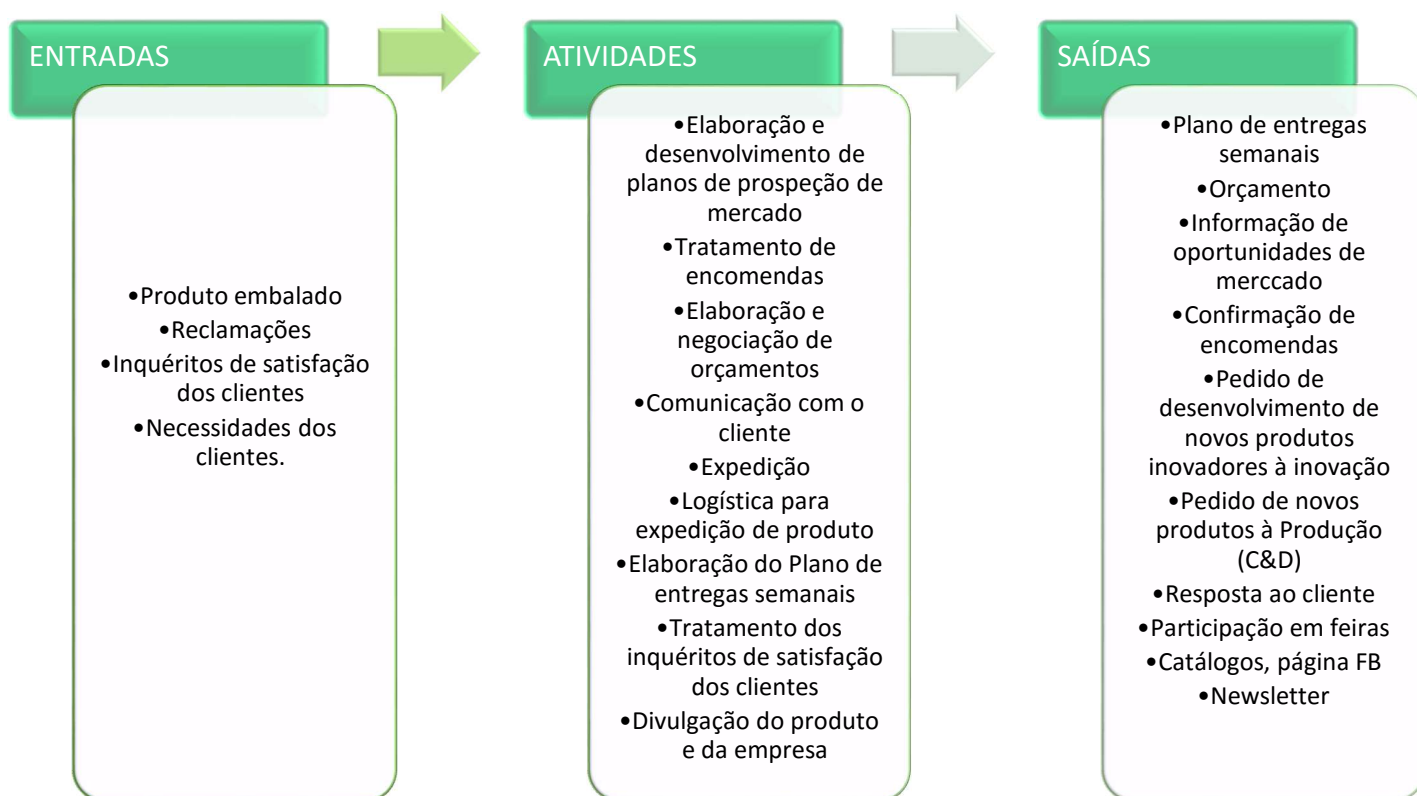 ENTRADAS
•Produto embalado
•Reclamações
•Inquéritos de satisfação
dos clientes
•Necessidades dos
clientes.
ATIVIDADES
•Elaboração e
desenvolvimento de
planos de prospeção de
mercado
•Tratamento de
encomendas
•Elaboração e
negociação de
orçamentos
•Comunicação com o
cliente
•Expedição
•Logística para
expedição de produto
•Elaboração do Plano de
entregas semanais
•Tratamento dos
inquéritos de satisfação
dos clientes
•Divulgação do produto
e da empresa
SAÍDAS
•Plano de entregas
semanais
•Orçamento
•Informação de
oportunidades de
merccado
•Confirmação de
encomendas
•Pedido de
desenvolvimento de
novos produtos
inovadores à inovação
•Pedido de novos
produtos à Produção
(C&D)
•Resposta ao cliente
•Participação em feiras
•Catálogos, página FB
•Newsletter